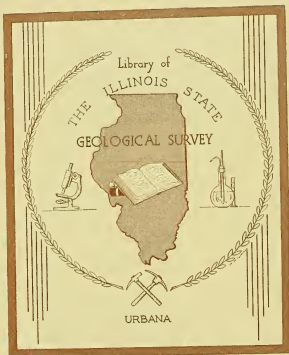 Library of
THE ILLINOIS STATE
GEOLOGICAL SURVEY
URBANA